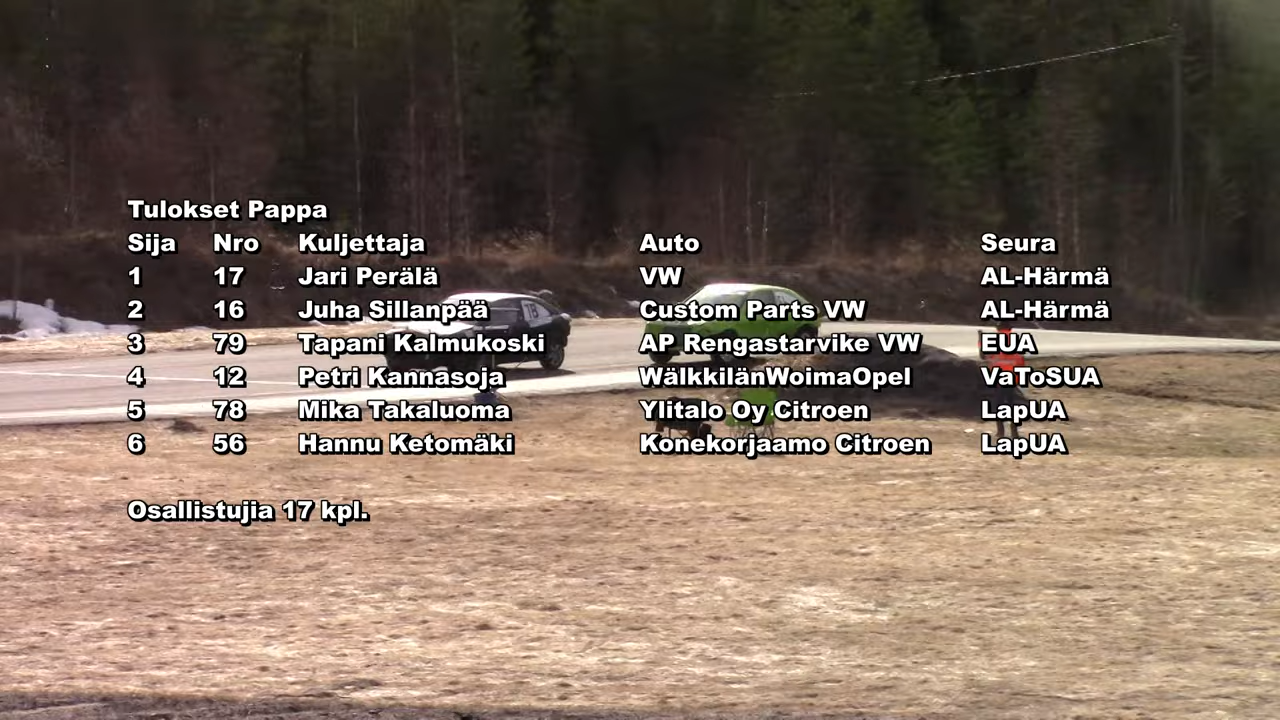 Tulokset Pappa
Sija Nro Kuljettaja Auto Seura
1 17 Jari Perälä VW AL-Härmä
2 16 Juha Sillanpää Custom Parts VW AL-Härmä
3 79 Tapani Kalmukoski AP Rengastarvike VW EUA
4 12 Petri Kannasoja WälkkilänWoimaOpel VaToSUA
5 78 Mika Takaluoma Ylitalo Oy Citroen LapUA
6 56 Hannu Ketomäki Konekorjaamo Citroen LapUA
Osallistujia 17 kpl.